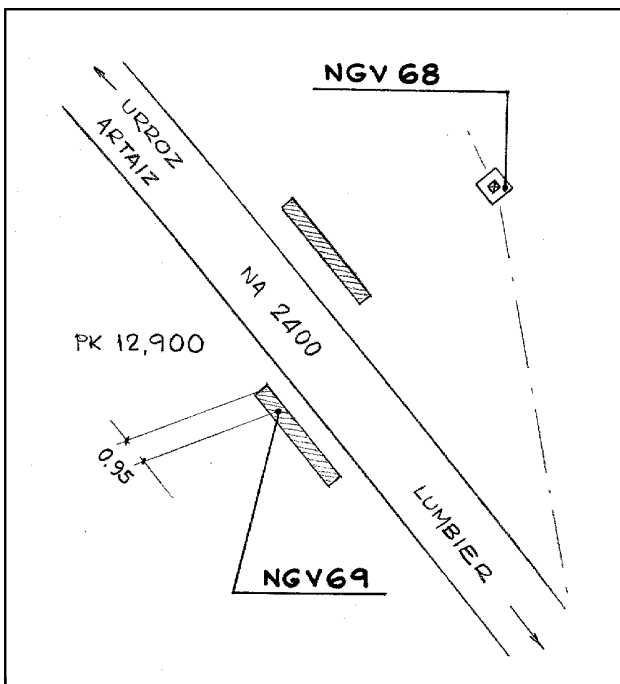 NGV 68
URROZ
ARTAIZ
NA 2400
PK 12,900
0.95
LUMBIER
NGV69